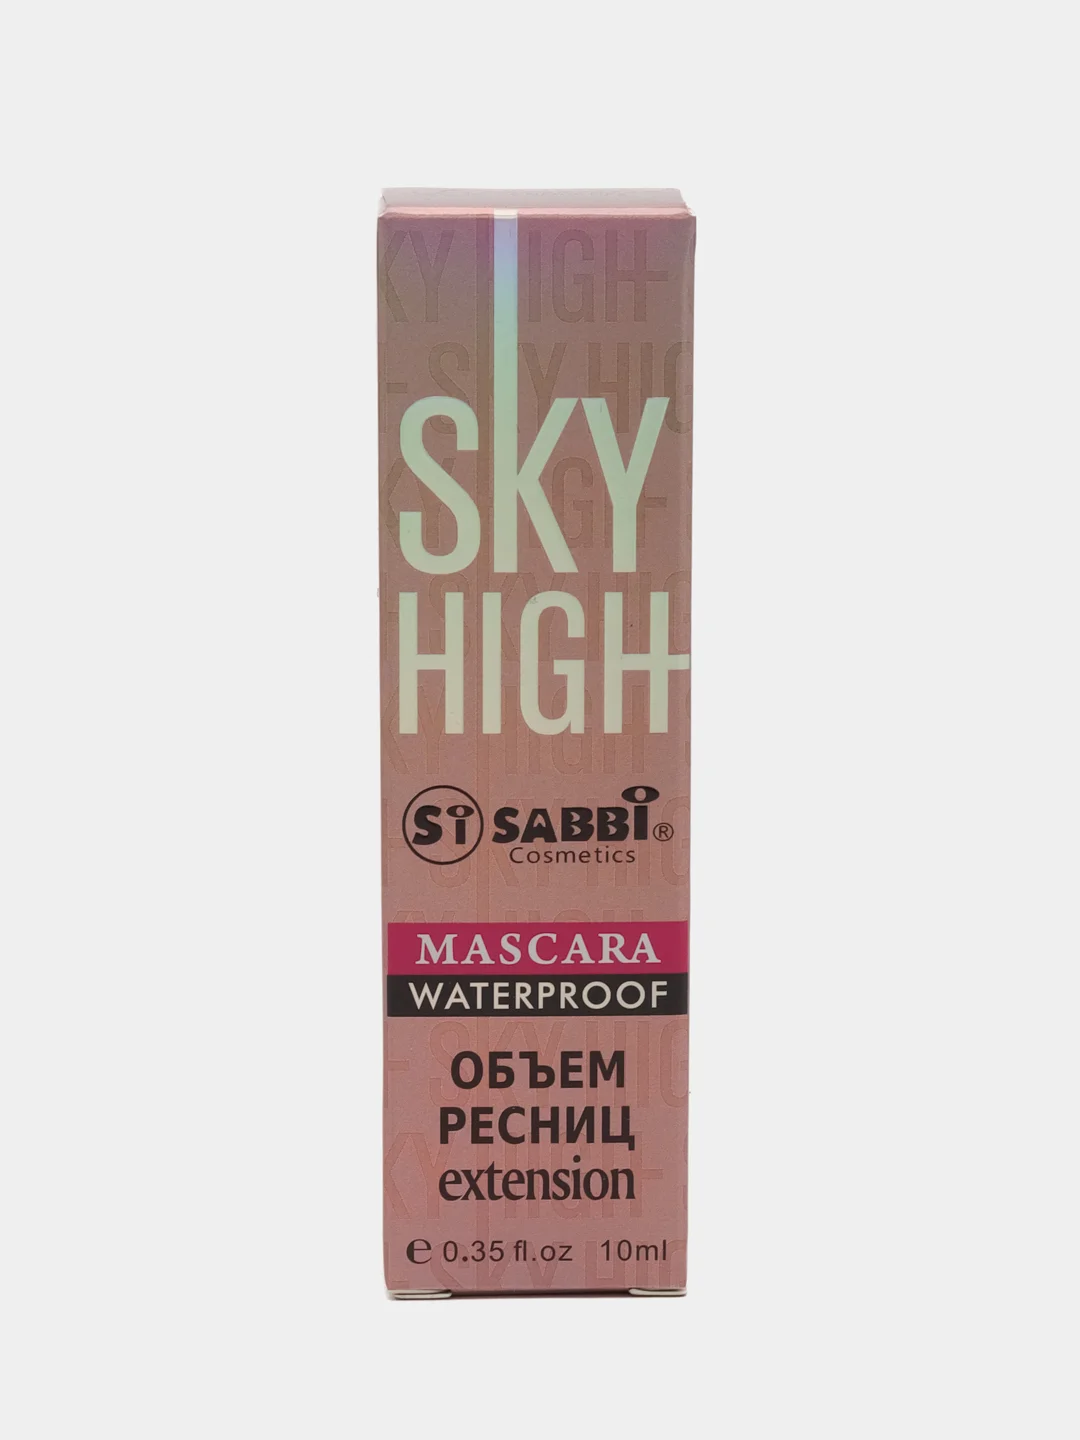 SKY
HIGH
Si SABBi®
Cosmetics
MASCARA
WATERPROOF
ОБЪЕМ
РЕСНИЦ
extension
℮ 0.35 fl.oz 10ml